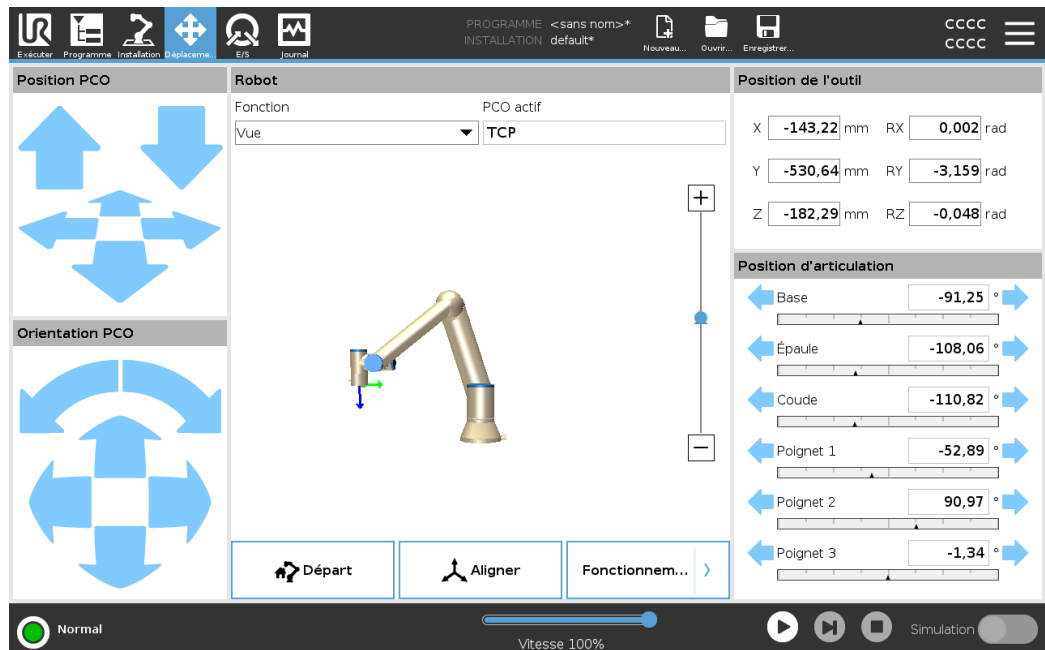 UR
PROGRAMME <sans nom>*
INSTALLATION default*
Exécuter Programme Installation Déplaceme... E/S Journal
Nouveau... Ouvrir... Enregistrer...
CCCC
CCCC
Position PCO
Robot
Position de l'outil
Fonction PCO actif
Vue TCP
X -143,22 mm RX 0,002 rad
Y -530,64 mm RY -3,159 rad
Z -182,29 mm RZ -0,048 rad
+
−
Position d'articulation
Base -91,25 °
Épaule -108,06 °
Coude -110,82 °
Poignet 1 -52,89 °
Poignet 2 90,97 °
Poignet 3 -1,34 °
Orientation PCO
Départ Aligner Fonctionnem...
Normal
Vitesse 100%
Simulation